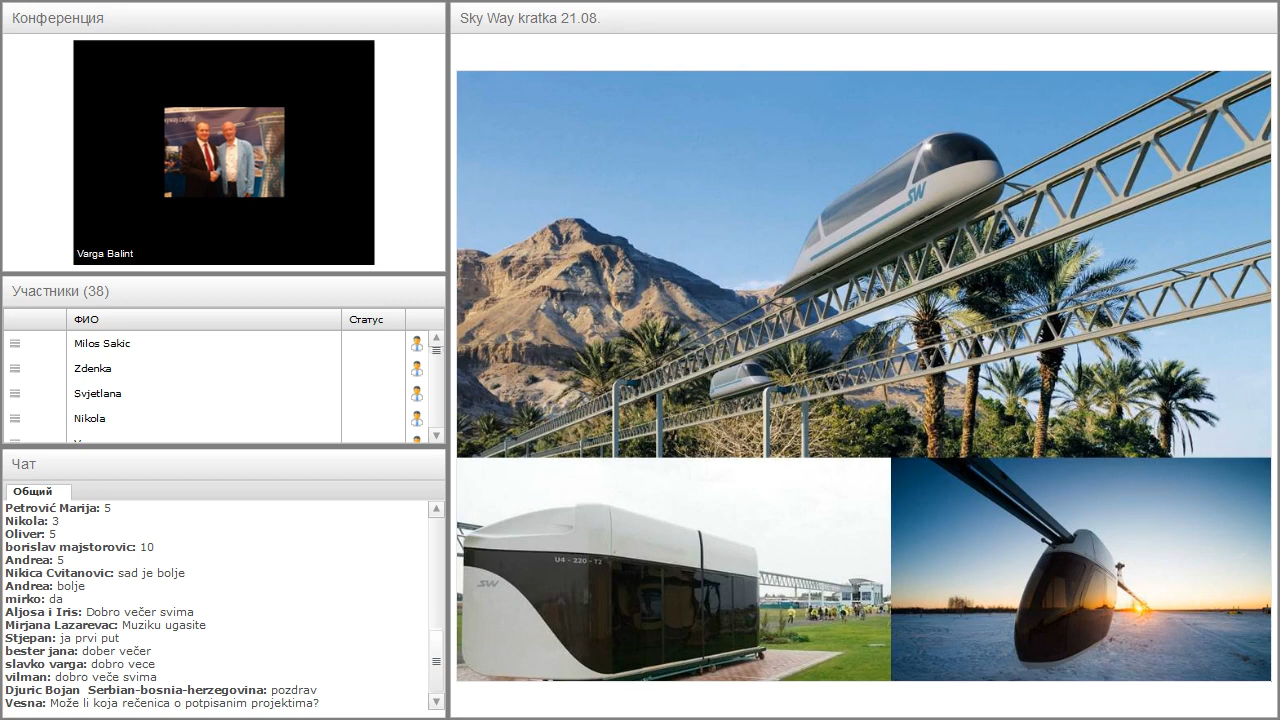 Конференция
Varga Balint
Участники (38)
ФИО Статус
Milos Sakic
Zdenka
Svjetlana
Nikola
Чат
Общий
Petrović Marija: 5
Nikola: 3
Oliver: 5
borislav majstorovic: 10
Andrea: 5
Nikica Cvitanovic: sad je bolje
Andrea: bolje
mirko: da
Aljosa i Iris: Dobro večer svima
Mirjana Lazarevac: Muziku ugasite
Stjepan: ja prvi put
bester jana: dober večer
slavko varga: dobro vece
vilman: dobro veče svima
Djuric Bojan Serbian-bosnia-herzegovina: pozdrav
Vesna: Može li koja rečenica o potpisanim projektima?
Sky Way kratka 21.08.
SW
U4 - 220 - T2
SW